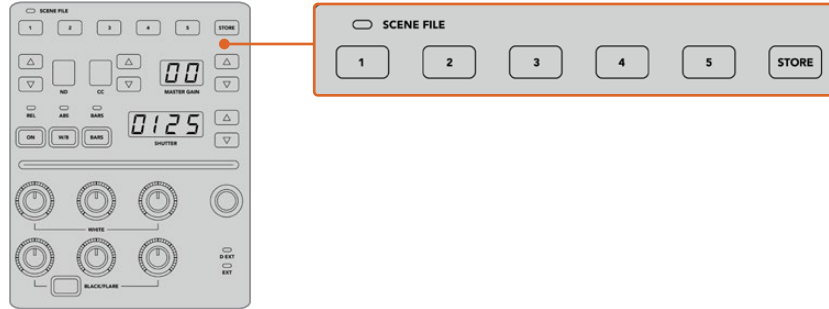 SCENE FILE
1 2 3 4 5 STORE
ND CC MASTER GAIN
00
REL ABS BARS
ON W/B BARS
0125
SHUTTER
WHITE
D EXT
EXT
BLACK/FLARE
SCENE FILE
1 2 3 4 5 STORE